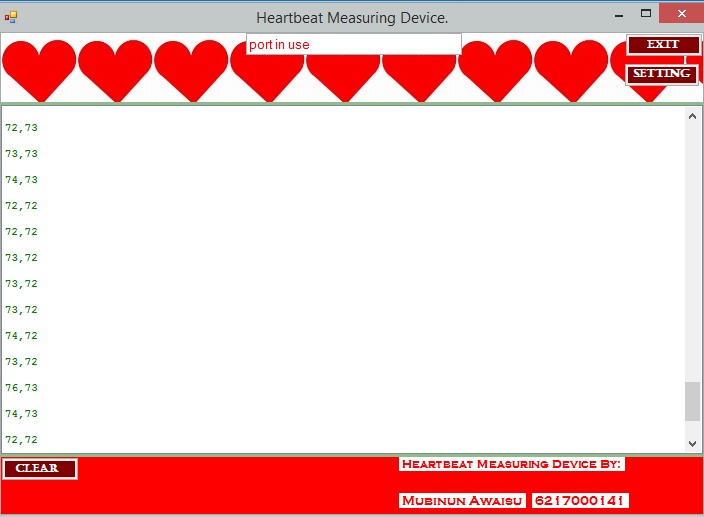 Heartbeat Measuring Device.
port in use
EXIT
SETTING
72,73
73,73
74,73
72,72
72,72
73,72
73,72
73,72
74,72
73,72
76,73
74,73
72,72
CLEAR
Heartbeat Measuring Device By:
Mubinun Awaisu 6217000141